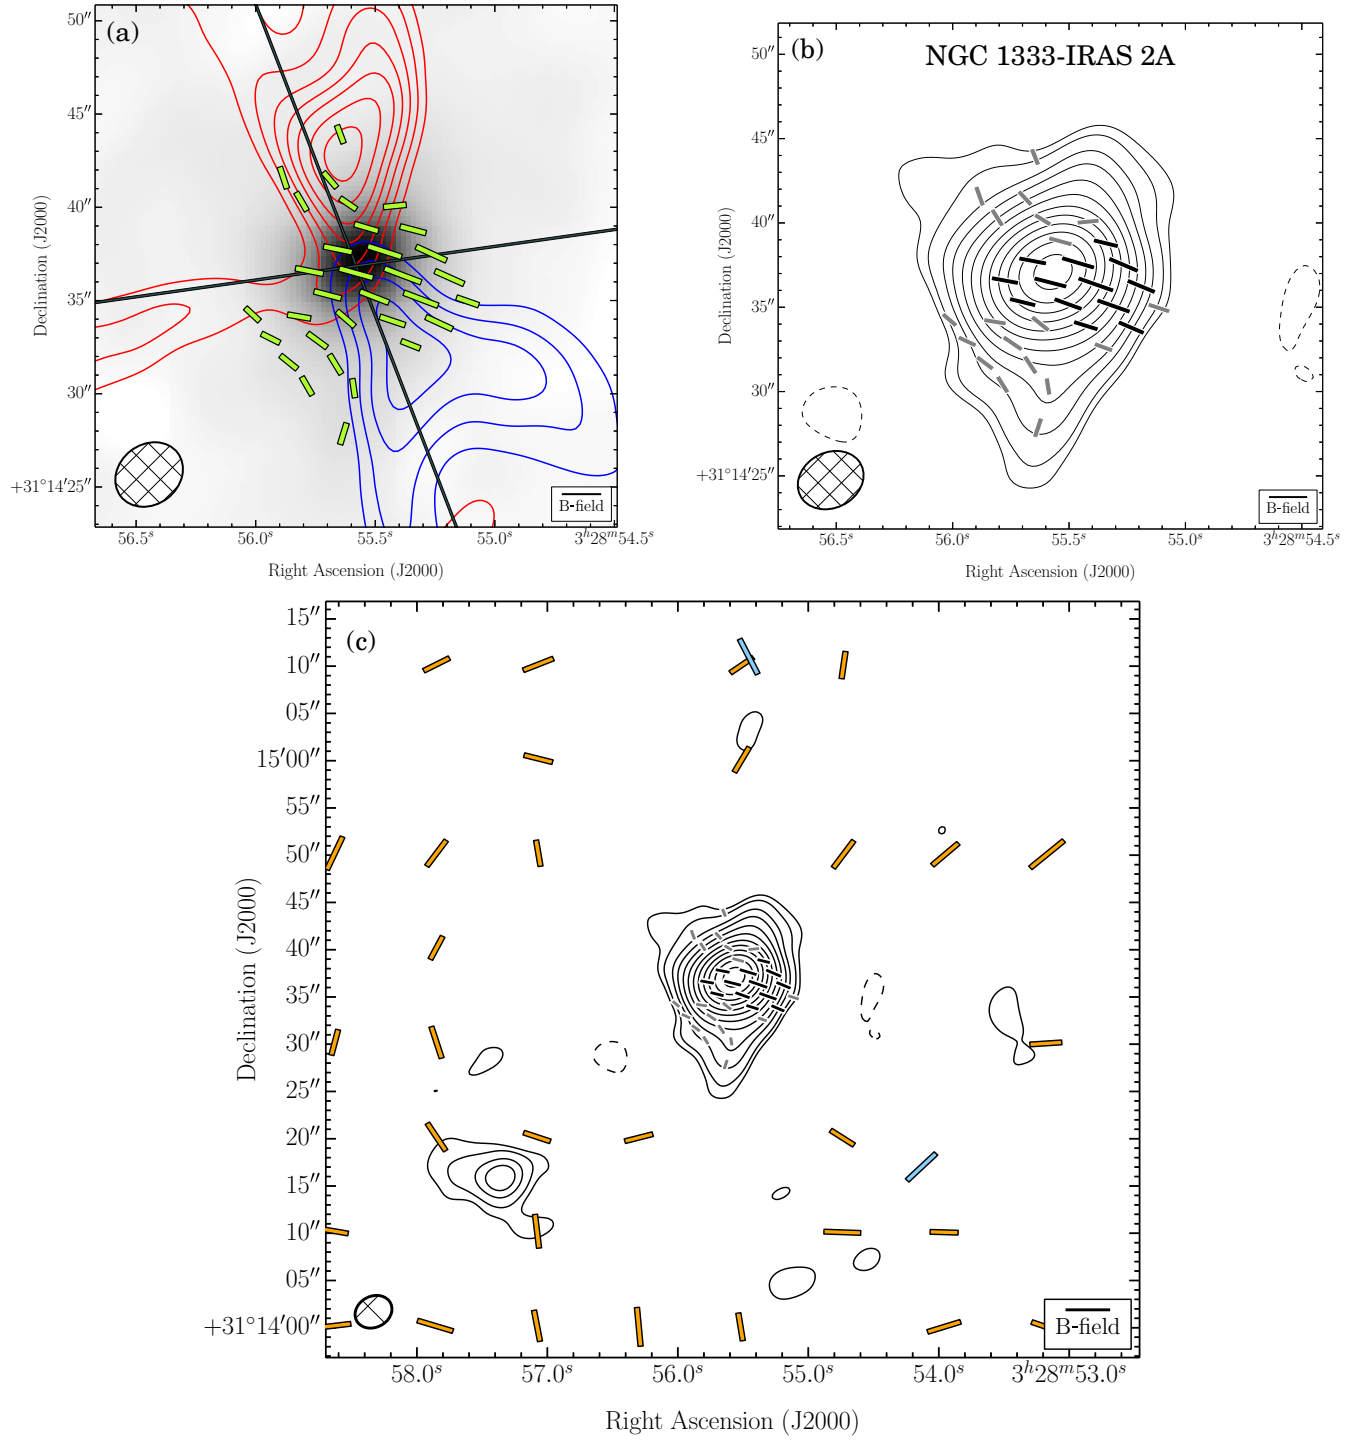 (a)
50″
45″
40″
35″
30″
+31°14′25″
Declination (J2000)
B-field
56.5ˢ
56.0ˢ
55.5ˢ
55.0ˢ
3ʰ28ᵐ54.5ˢ
Right Ascension (J2000)
(b)
NGC 1333-IRAS 2A
50″
45″
40″
35″
30″
+31°14′25″
Declination (J2000)
B-field
56.5ˢ
56.0ˢ
55.5ˢ
55.0ˢ
3ʰ28ᵐ54.5ˢ
Right Ascension (J2000)
(c)
15″
10″
05″
15′00″
55″
50″
45″
40″
35″
30″
25″
20″
15″
10″
05″
+31°14′00″
Declination (J2000)
B-field
58.0ˢ
57.0ˢ
56.0ˢ
55.0ˢ
54.0ˢ
3ʰ28ᵐ53.0ˢ
Right Ascension (J2000)